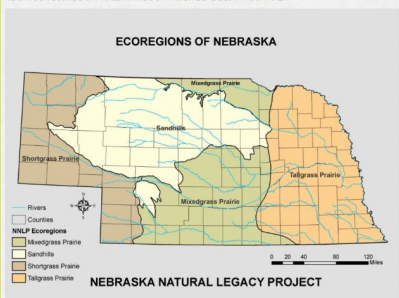 ECOREGIONS OF NEBRASKA
Mixedgrass Prairie
Sandhills
Shortgrass Prairie
Tallgrass Prairie
Mixedgrass Prairie
Rivers
Counties
NNLP Ecoregions
Mixedgrass Prairie
Sandhills
Shortgrass Prairie
Tallgrass Prairie
0 20 40 80 120
Miles
NEBRASKA NATURAL LEGACY PROJECT